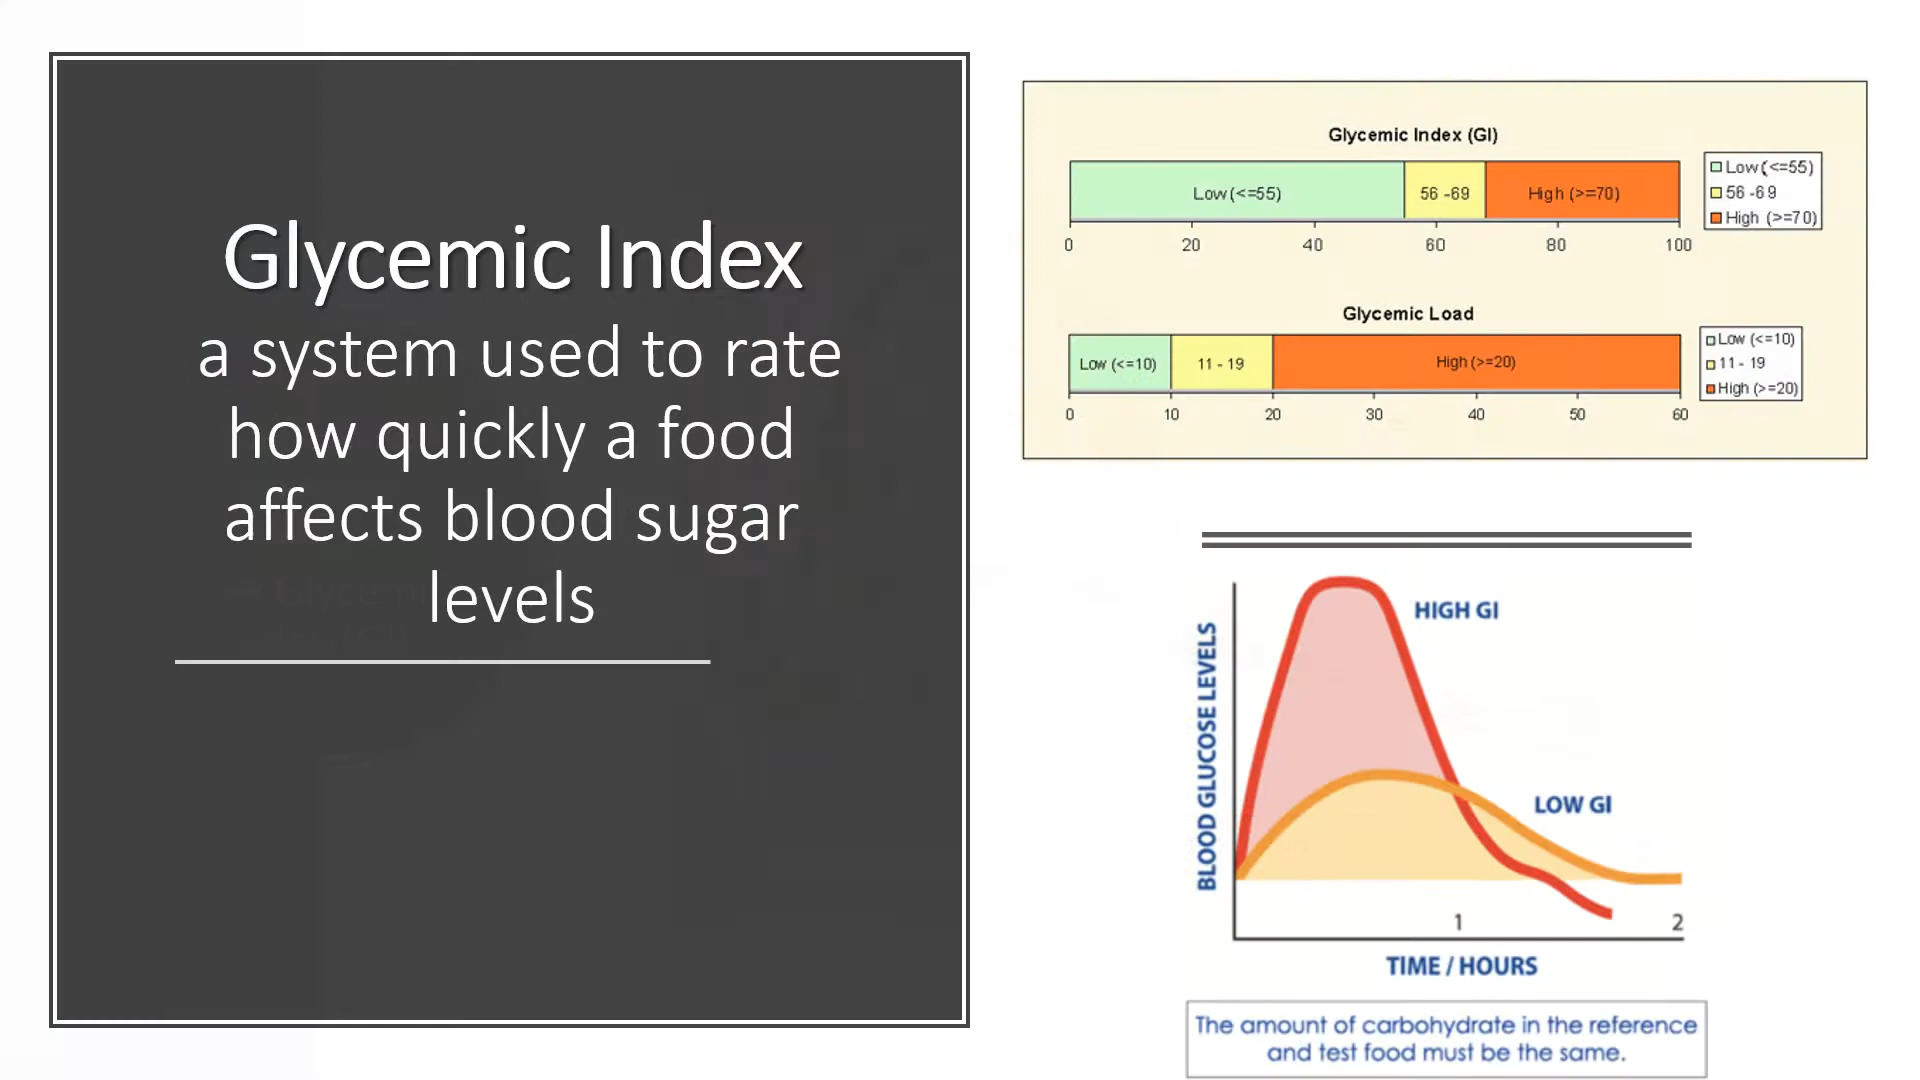 Glycemic Index
a system used to rate
how quickly a food
affects blood sugar
levels
Glycemic Index (GI)
Low (<=55)
56 -69
High (>=70)
0 20 40 60 80 100
Low (<=55)
56 -69
High (>=70)
Glycemic Load
Low (<=10)
11 - 19
High (>=20)
0 10 20 30 40 50 60
Low (<=10)
11 - 19
High (>=20)
BLOOD GLUCOSE LEVELS
HIGH GI
LOW GI
1 2
TIME / HOURS
The amount of carbohydrate in the reference
and test food must be the same.